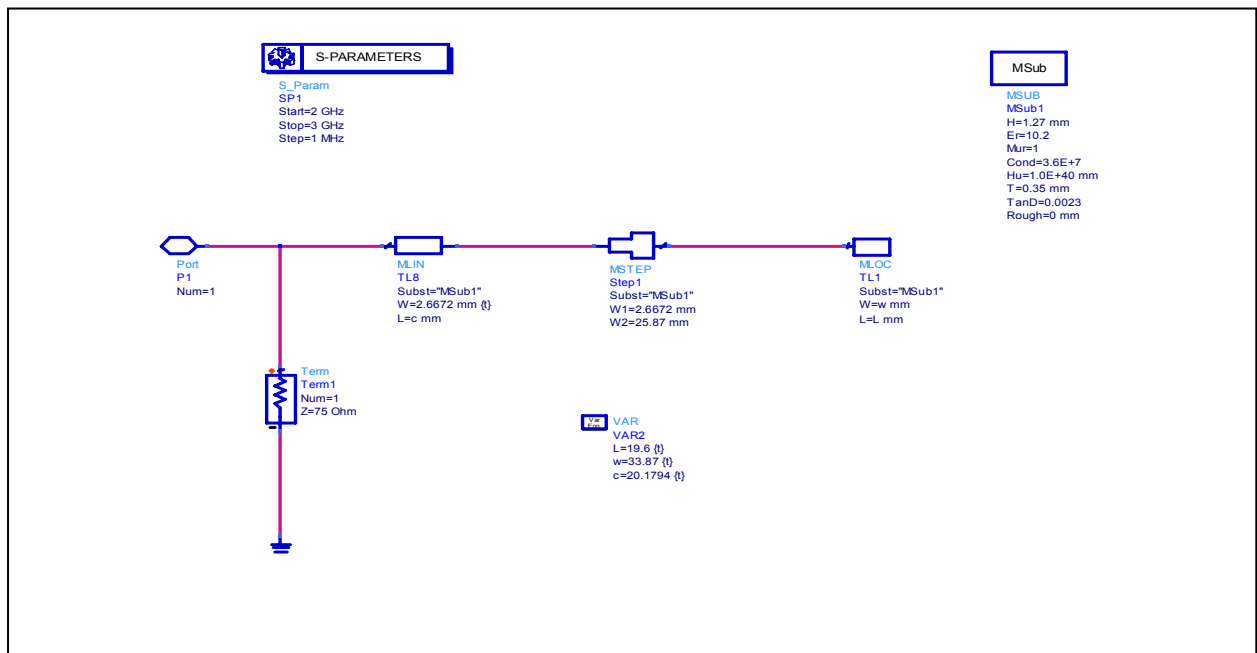 S-PARAMETERS
S_Param
SP1
Start=2 GHz
Stop=3 GHz
Step=1 MHz
MSub
MSUB
MSub1
H=1.27 mm
Er=10.2
Mur=1
Cond=3.6E+7
Hu=1.0E+40 mm
T=0.35 mm
TanD=0.0023
Rough=0 mm
Port
P1
Num=1
MLIN
TL8
Subst="MSub1"
W=2.6672 mm {t}
L=c mm
MSTEP
Step1
Subst="MSub1"
W1=2.6672 mm
W2=25.87 mm
MLOC
TL1
Subst="MSub1"
W=w mm
L=L mm
Term
Term1
Num=1
Z=75 Ohm
Var
Eqn
VAR
VAR2
L=19.6 {t}
w=33.87 {t}
c=20.1794 {t}